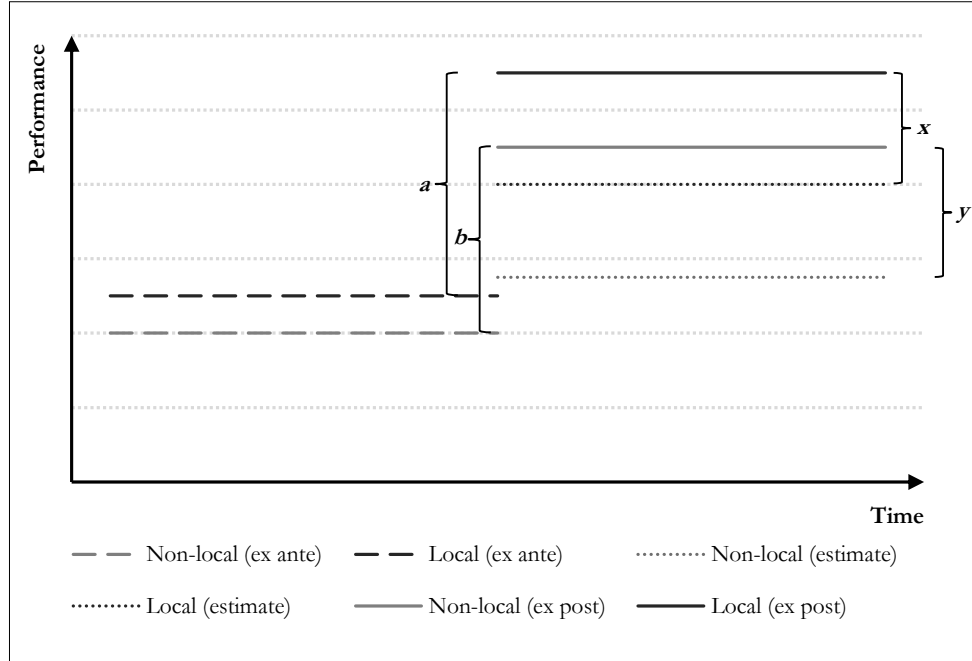 Performance
a
b
x
y
Time
Non-local (ex ante) Local (ex ante) Non-local (estimate)
Local (estimate) Non-local (ex post) Local (ex post)